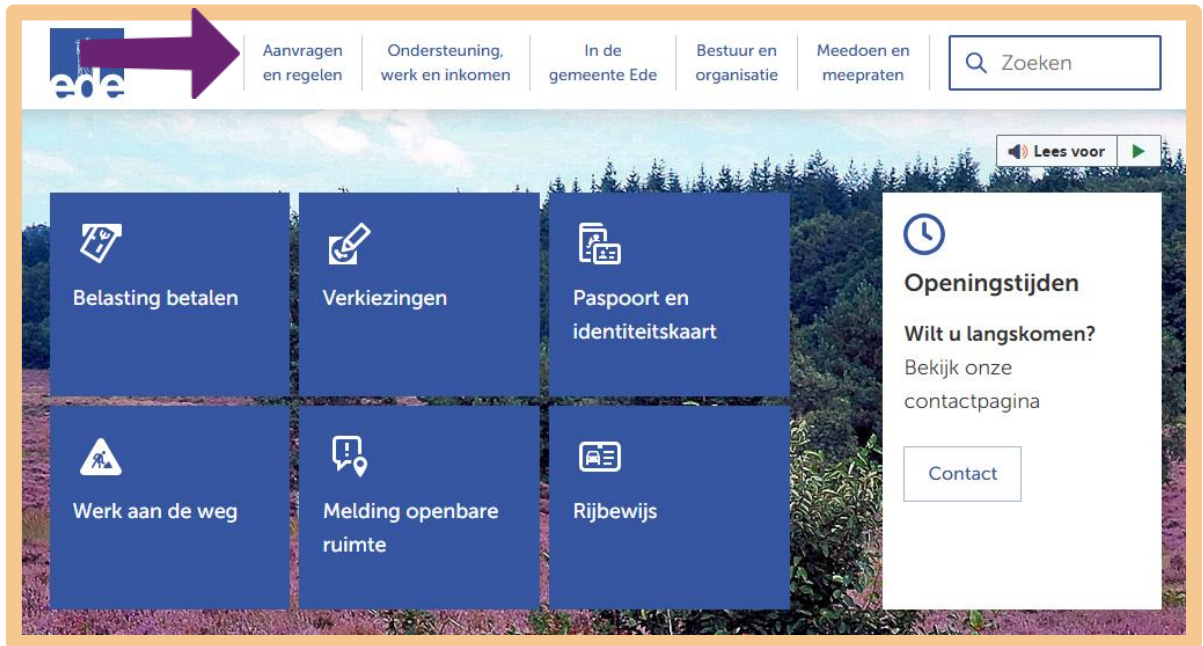 ede
Aanvragen
en regelen
Ondersteuning,
werk en inkomen
In de
gemeente Ede
Bestuur en
organisatie
Meedoen en
meepraten
Zoeken
Lees voor
Belasting betalen
Verkiezingen
Paspoort en
identiteitskaart
Openingstijden
Wilt u langskomen?
Bekijk onze
contactpagina
Contact
Werk aan de weg
Melding openbare
ruimte
Rijbewijs